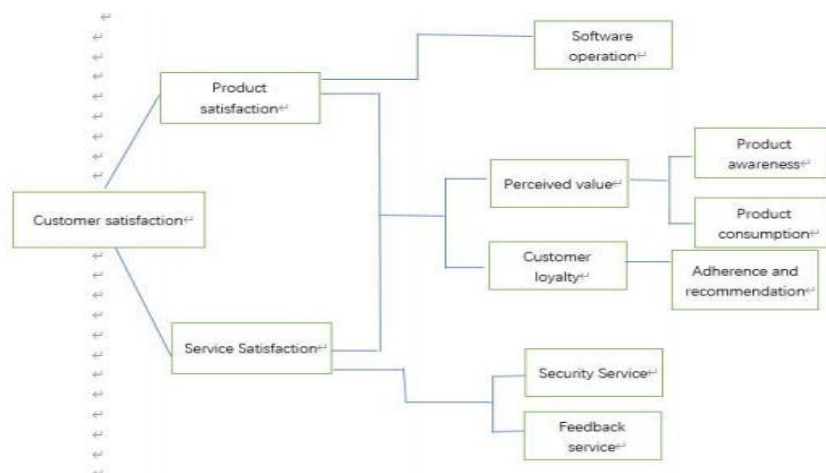 Software
operation
Product
satisfaction
Product
awareness
Perceived value
Customer satisfaction
Product
consumption
Customer
loyalty
Adherence and
recommendation
Service Satisfaction
Security Service
Feedback
service